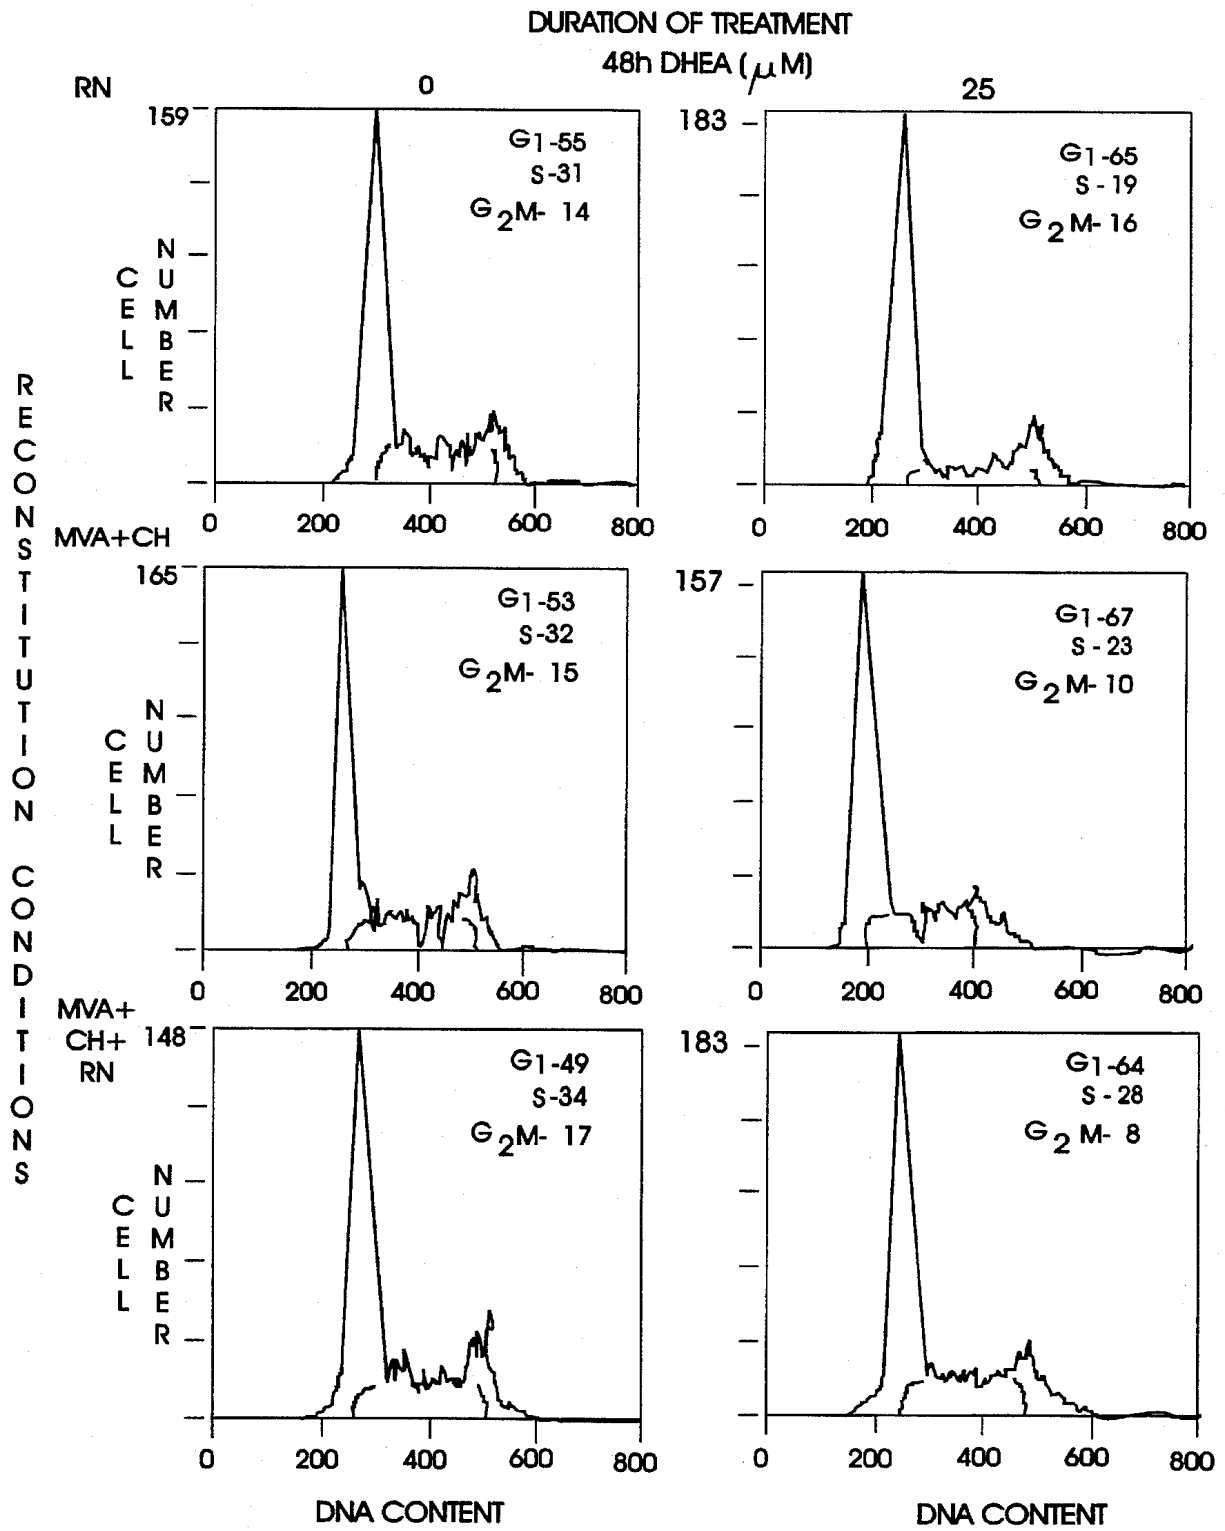 DURATION OF TREATMENT
48h DHEA (μM)
RN
0
25
RECONSTITUTION CONDITIONS
159
G1-55
S-31
G2M- 14
CELL NUMBER
0 200 400 600 800
183
G1-65
S - 19
G2 M- 16
0 200 400 600 800
MVA+CH
165
G1-53
S-32
G2M- 15
CELL NUMBER
0 200 400 600 800
157
G1-67
S - 23
G2 M- 10
0 200 400 600 800
MVA+
CH+
RN
148
G1-49
S-34
G2M- 17
CELL NUMBER
0 200 400 600 800
DNA CONTENT
183
G1-64
S - 28
G2 M- 8
0 200 400 600 800
DNA CONTENT